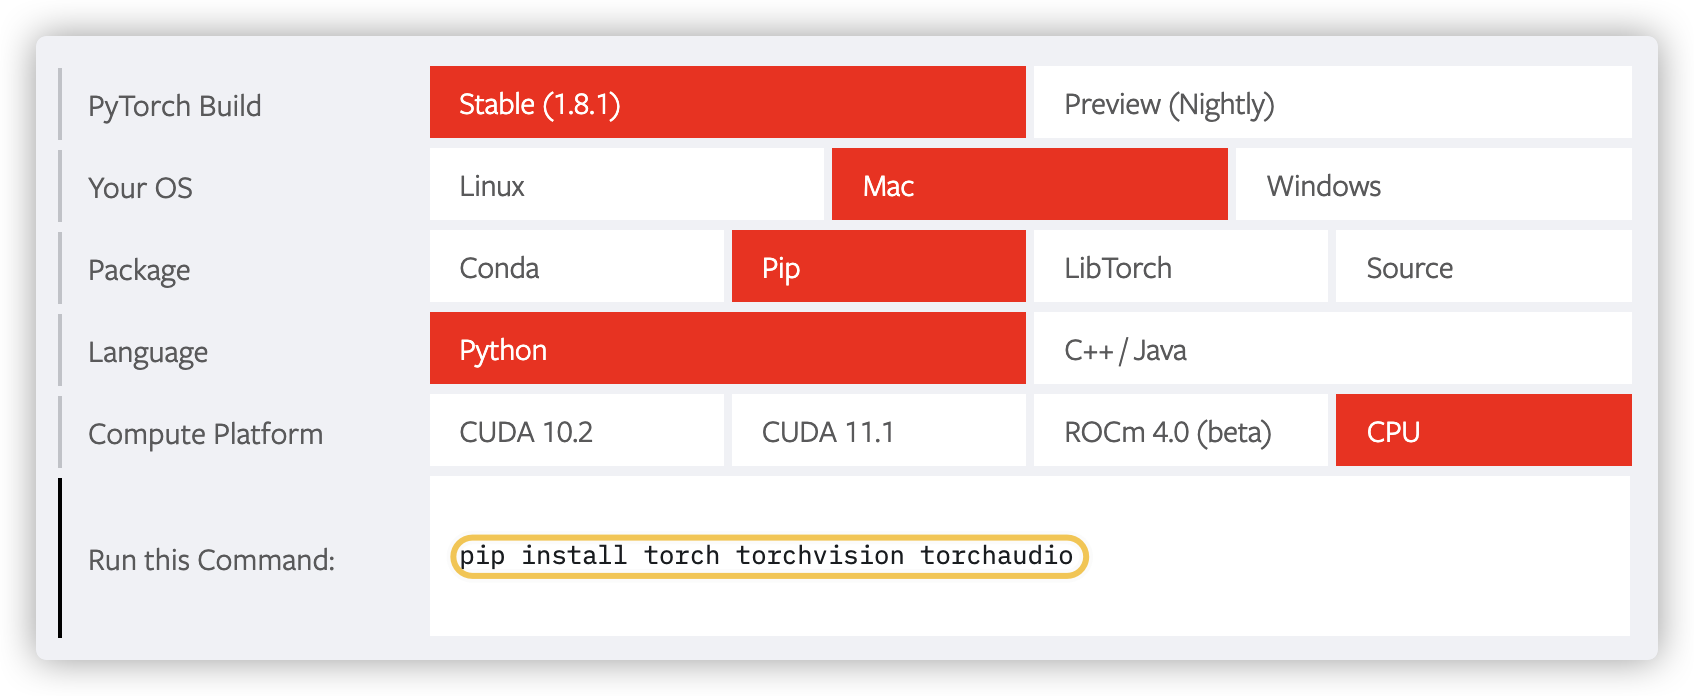 PyTorch Build
Stable (1.8.1)
Preview (Nightly)
Your OS
Linux
Mac
Windows
Package
Conda
Pip
LibTorch
Source
Language
Python
C++ / Java
Compute Platform
CUDA 10.2
CUDA 11.1
ROCm 4.0 (beta)
CPU
Run this Command:
pip install torch torchvision torchaudio